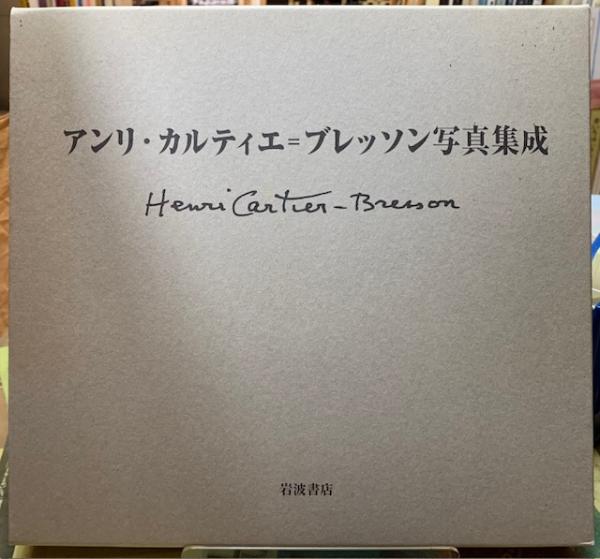 アンリ・カルティエ=ブレッソン写真集成
Henri Cartier-Bresson
岩波書店